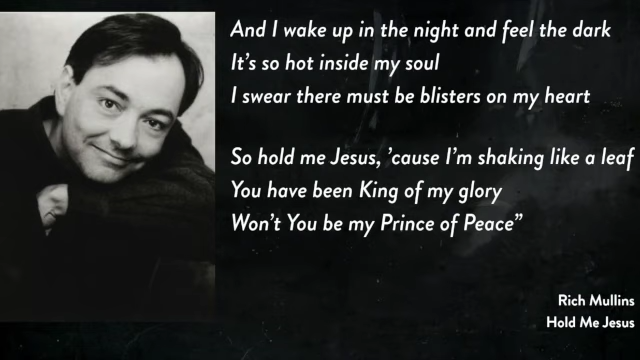 And I wake up in the night and feel the dark
It's so hot inside my soul
I swear there must be blisters on my heart
So hold me Jesus, 'cause I'm shaking like a leaf
You have been King of my glory
Won't You be my Prince of Peace”
Rich Mullins
Hold Me Jesus